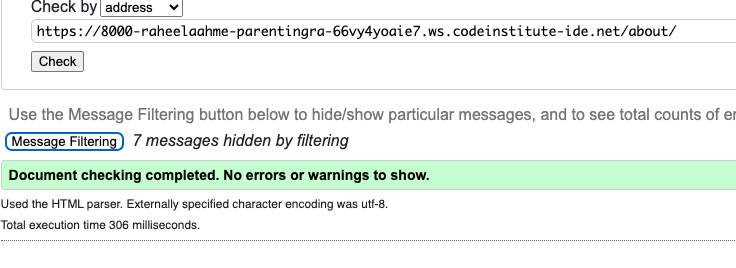 Check by address
https://8000-raheelaahme-parentingra-66vy4yoaie7.ws.codeinstitute-ide.net/about/
Check
Use the Message Filtering button below to hide/show particular messages, and to see total counts of
Message Filtering 7 messages hidden by filtering
Document checking completed. No errors or warnings to show.
Used the HTML parser. Externally specified character encoding was utf-8.
Total execution time 306 milliseconds.